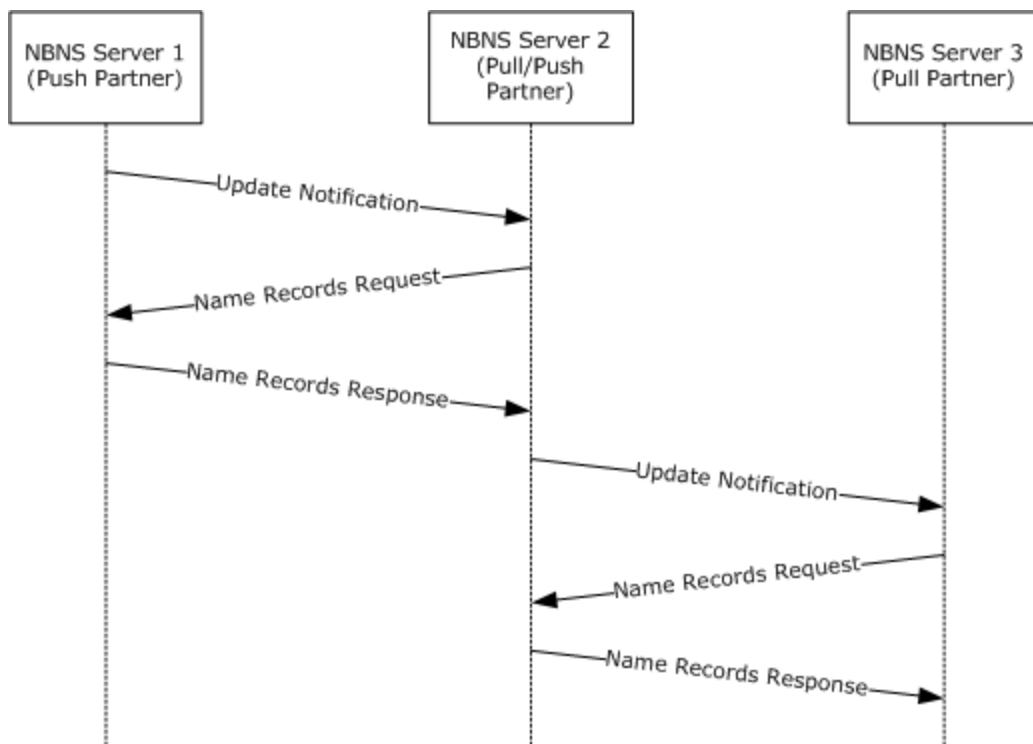 NBNS Server 1
(Push Partner)
NBNS Server 2
(Pull/Push
Partner)
NBNS Server 3
(Pull Partner)
Update Notification
Name Records Request
Name Records Response
Update Notification
Name Records Request
Name Records Response